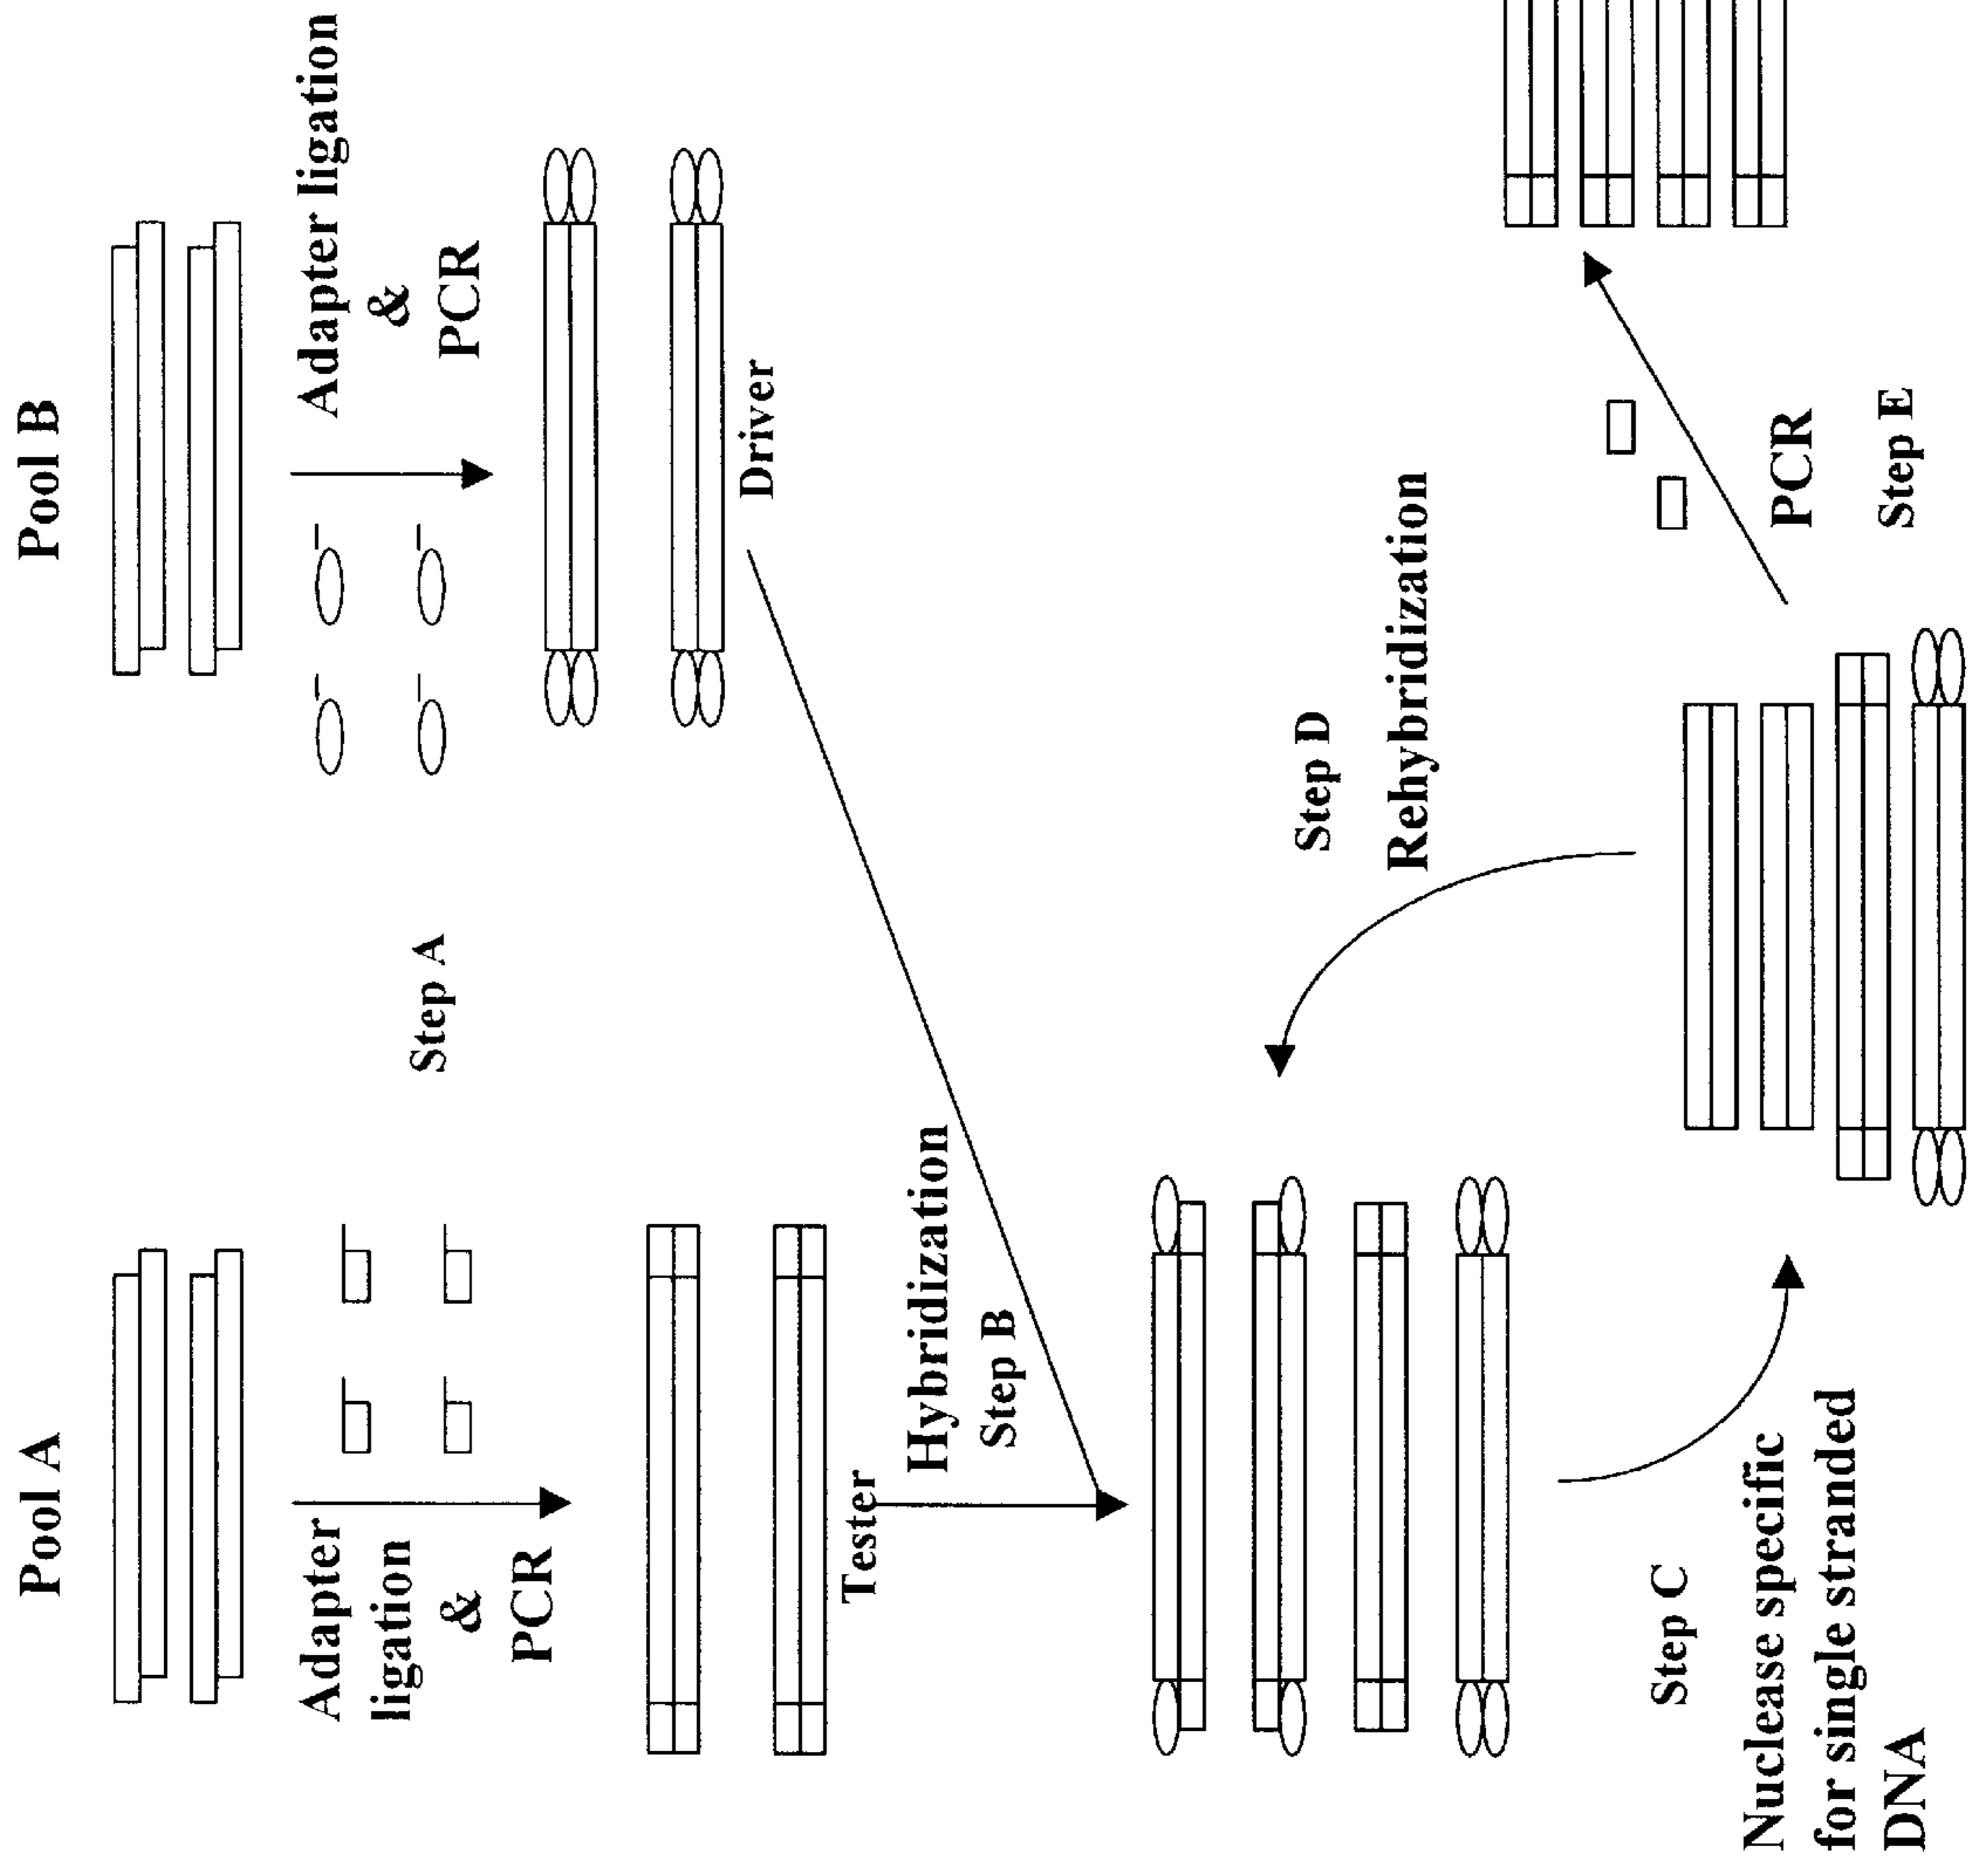 Pool A
Pool B
Adapter
ligation
&
PCR
Step A
Adapter ligation
&
PCR
Tester
Driver
Hybridization
Step B
Step D
Rehybridization
Step C
Nuclease specific
for single stranded
DNA
PCR
Step E